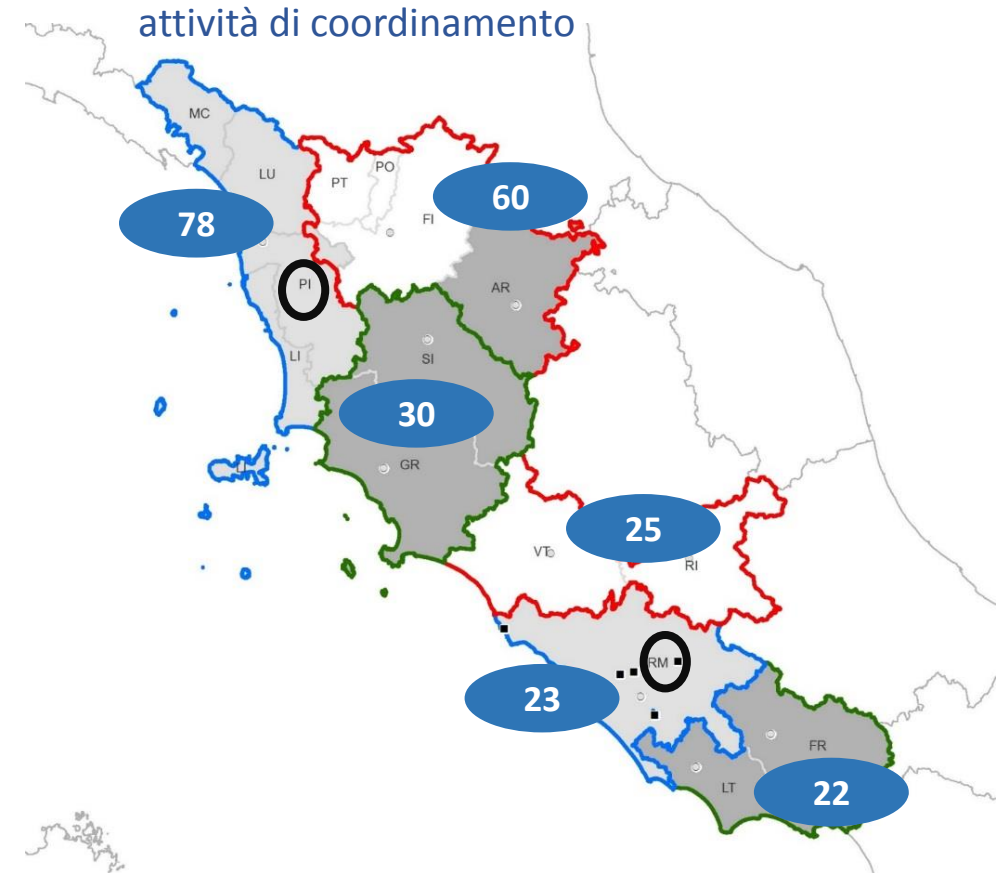 attività di coordinamento
MC
LU
PT
PO
FI
60
78
PI
AR
LI
SI
30
GR
LI
25
VT
RI
RM
23
FR
LT
22